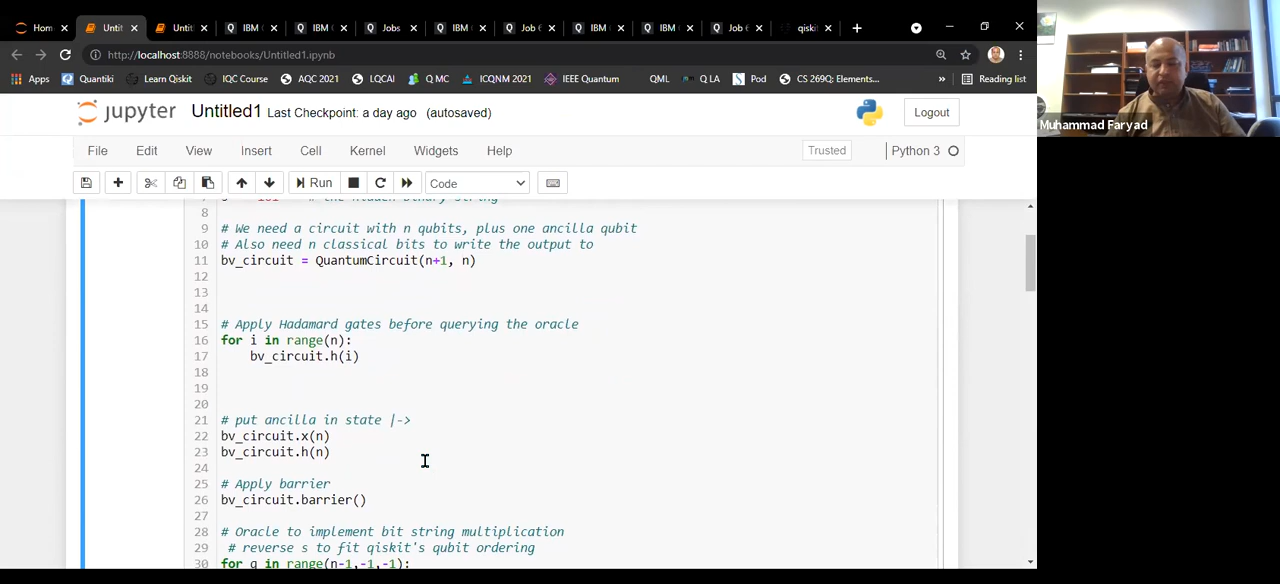 Hom
Untit
Untit
IBM
IBM
Jobs
IBM
Job 6
IBM
IBM
Job 6
qiskit
http://localhost:8888/notebooks/Untitled1.ipynb
Apps
Quantiki
Learn Qiskit
IQC Course
AQC 2021
LQCAI
Q MC
ICQNM 2021
IEEE Quantum
QML
Q LA
Pod
CS 269Q: Elements...
»
Reading list
jupyter
Untitled1 Last Checkpoint: a day ago (autosaved)
Logout
File
Edit
View
Insert
Cell
Kernel
Widgets
Help
Trusted
Python 3
Run
Code
8
9 # We need a circuit with n qubits, plus one ancilla qubit
10 # Also need n classical bits to write the output to
11 bv_circuit = QuantumCircuit(n+1, n)
12
13
14
15 # Apply Hadamard gates before querying the oracle
16 for i in range(n):
17 bv_circuit.h(i)
18
19
20
21 # put ancilla in state |->
22 bv_circuit.x(n)
23 bv_circuit.h(n)
24
25 # Apply barrier
26 bv_circuit.barrier()
27
28 # Oracle to implement bit string multiplication
29 # reverse s to fit qiskit's qubit ordering
30 for q in range(n-1,-1,-1):
Muhammad Faryad